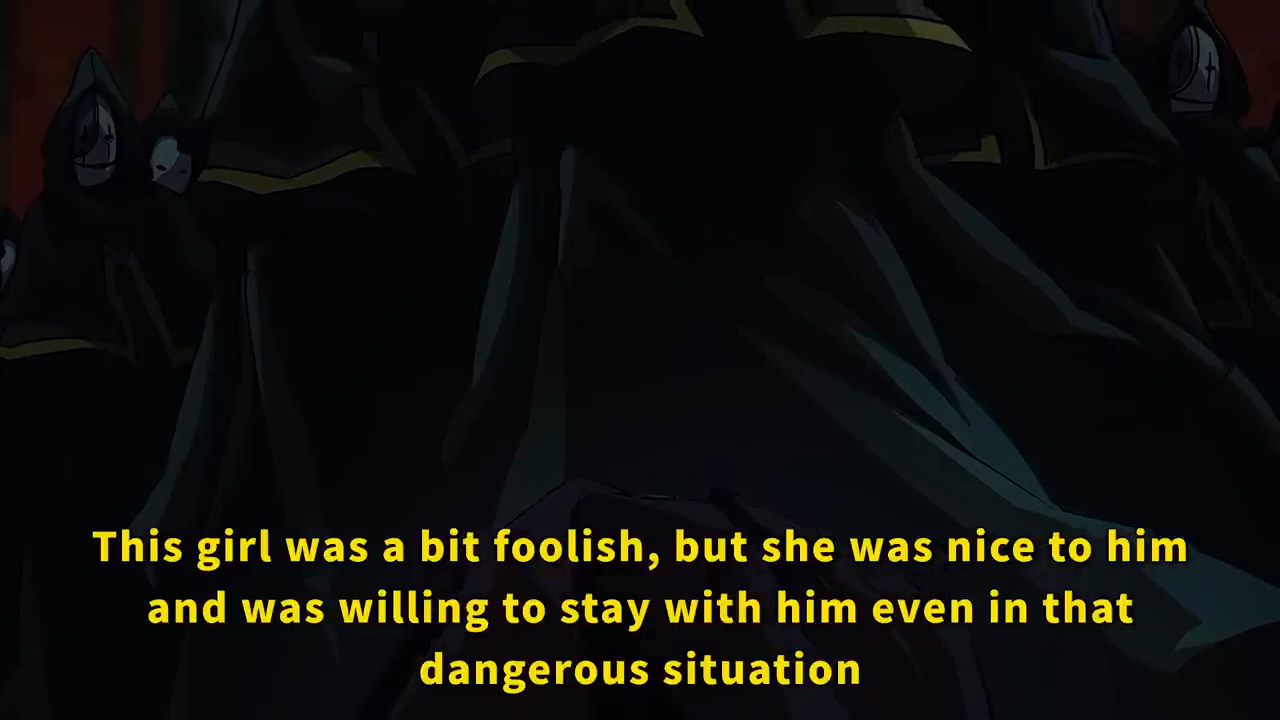 This girl was a bit foolish, but she was nice to him
and was willing to stay with him even in that
dangerous situation